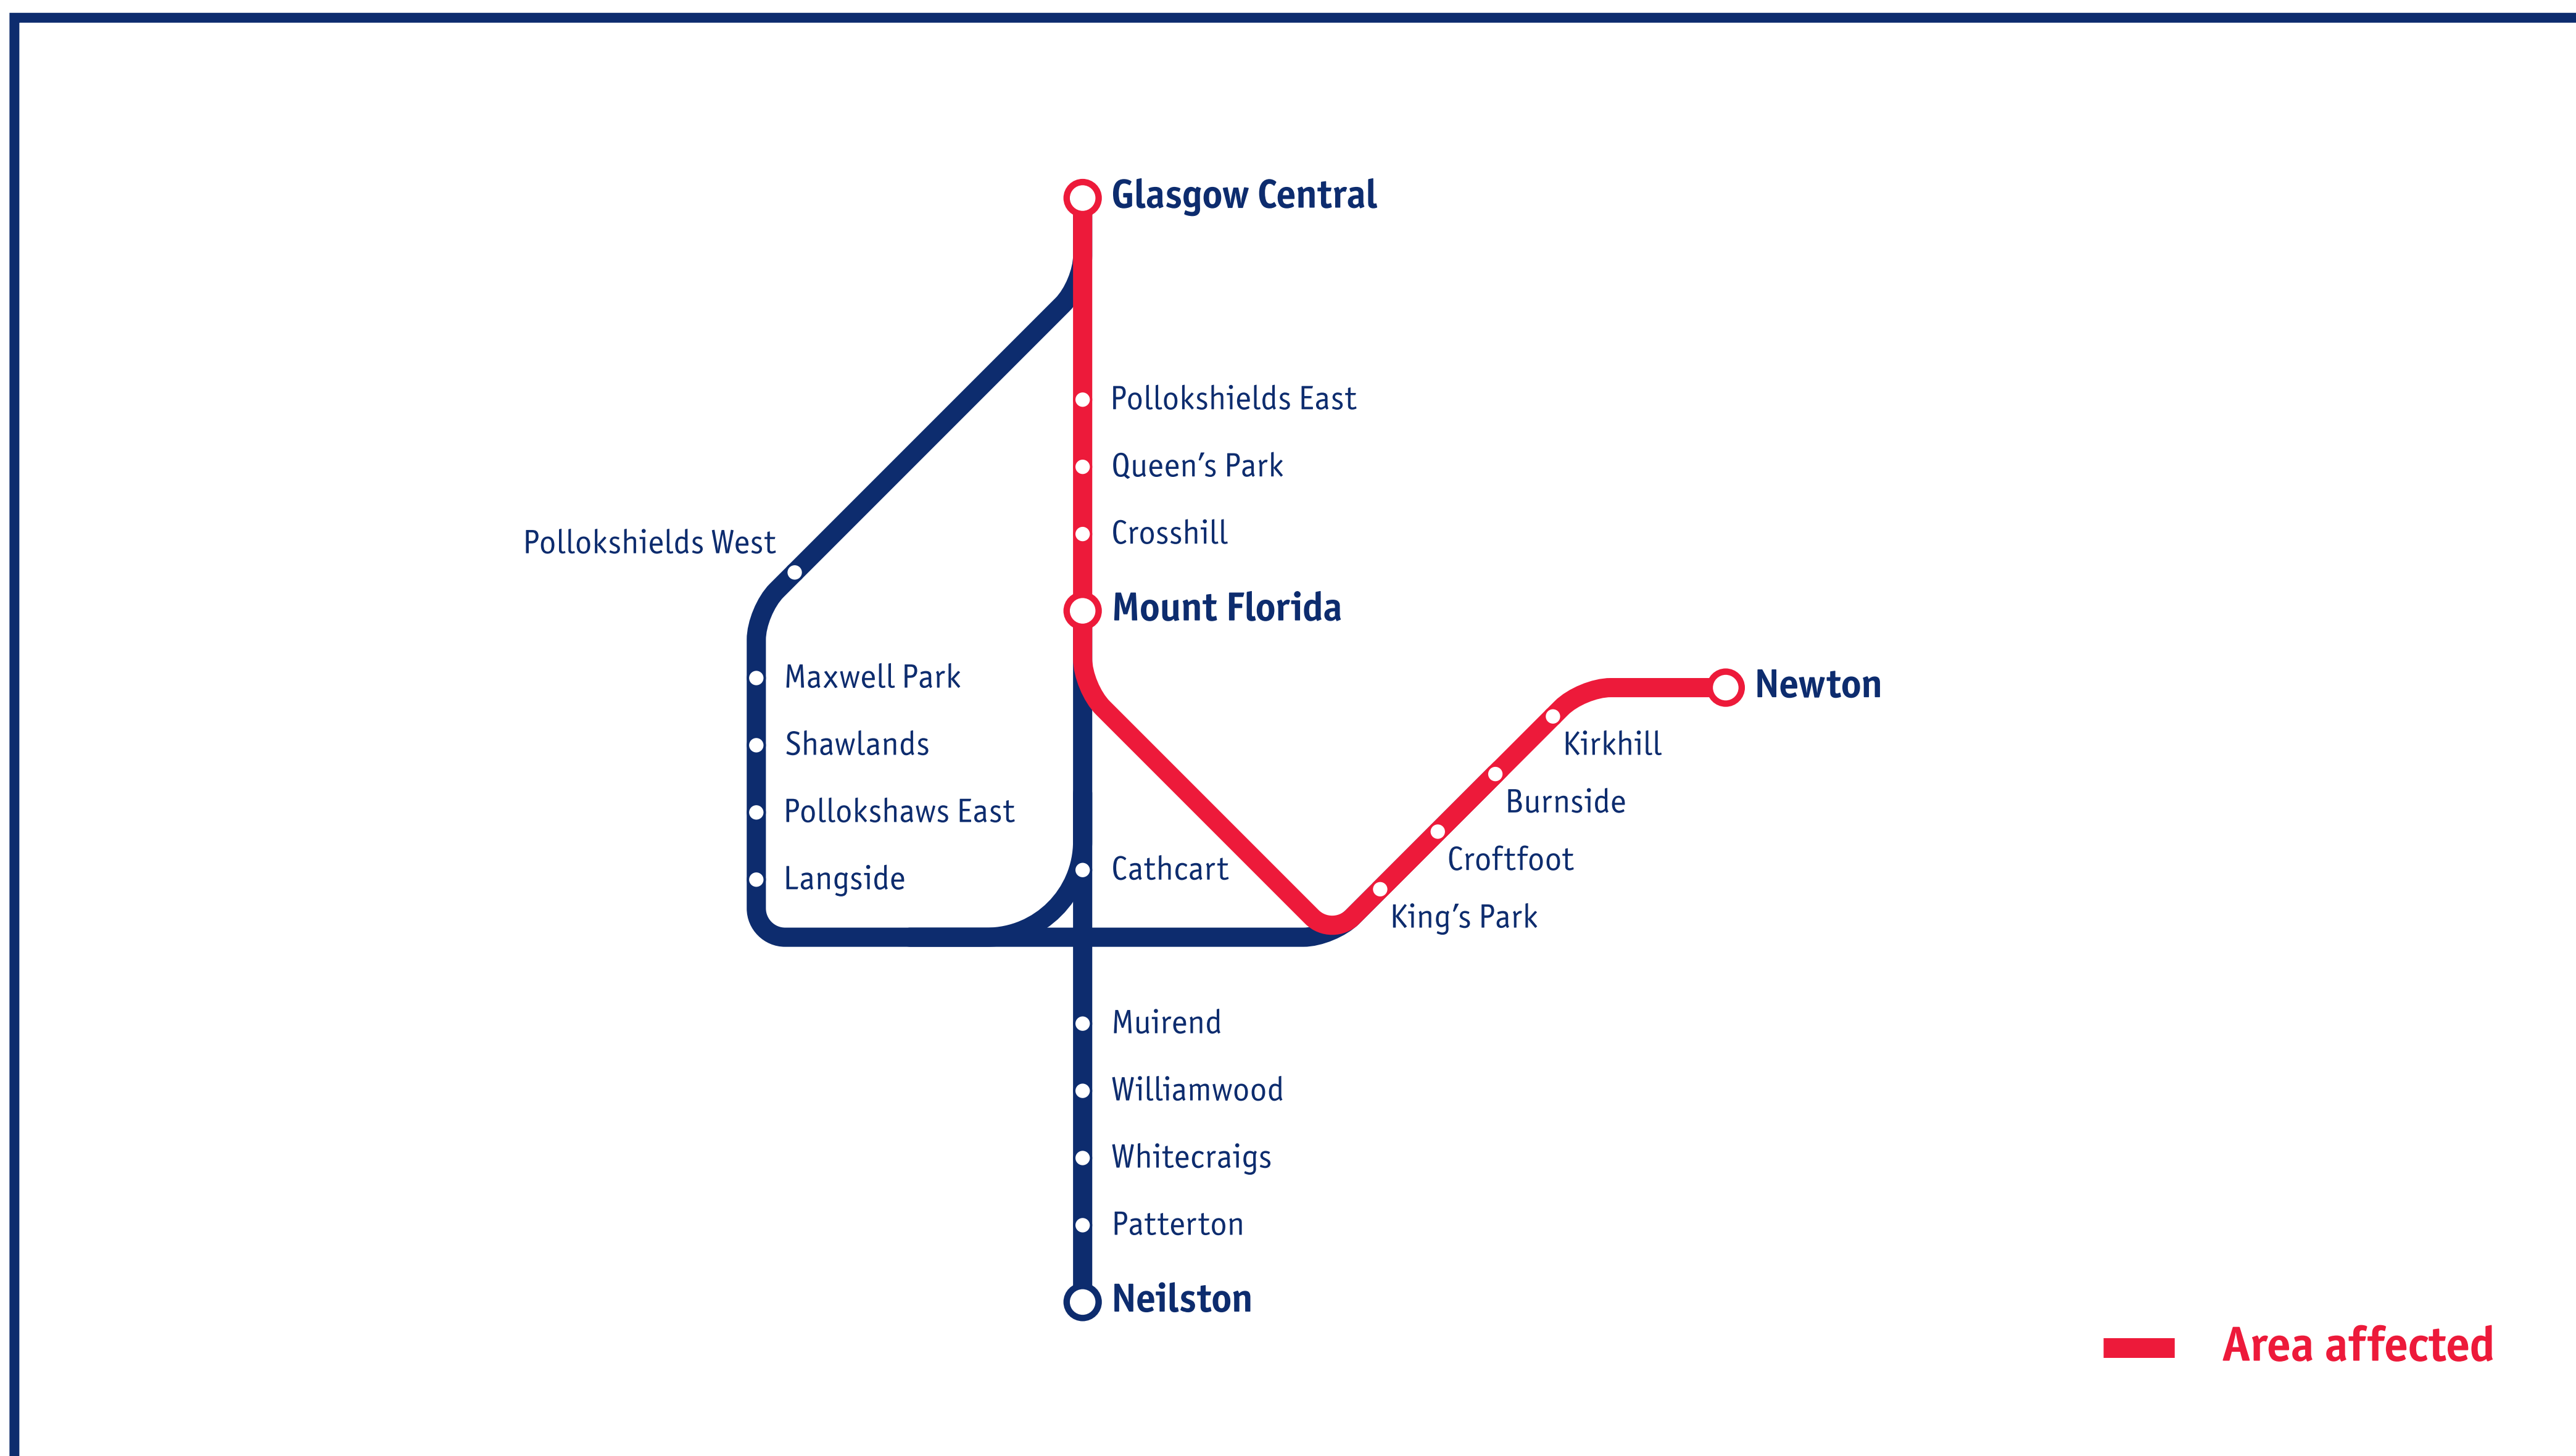 Glasgow Central
Pollokshields East
Queen’s Park
Crosshill
Pollokshields West
Mount Florida
Maxwell Park
Newton
Shawlands
Kirkhill
Burnside
Pollokshaws East
Croftfoot
Cathcart
Langside
King’s Park
Muirend
Williamwood
Whitecraigs
Patterton
Neilston
Area affected